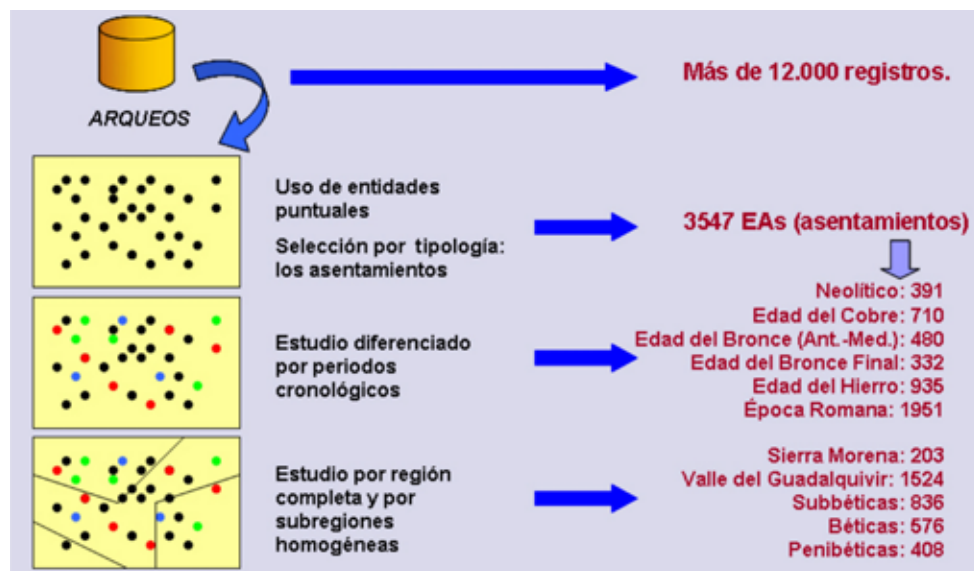 ARQUEOS
Más de 12.000 registros.
Uso de entidades
puntuales
Selección por tipología:
los asentamientos
3547 EAs (asentamientos)
Neolítico: 391
Edad del Cobre: 710
Edad del Bronce (Ant.-Med.): 480
Edad del Bronce Final: 332
Edad del Hierro: 935
Época Romana: 1951
Estudio diferenciado
por periodos
cronológicos
Estudio por región
completa y por
subregiones
homogéneas
Sierra Morena: 203
Valle del Guadalquivir: 1524
Subbéticas: 836
Béticas: 576
Penibéticas: 408